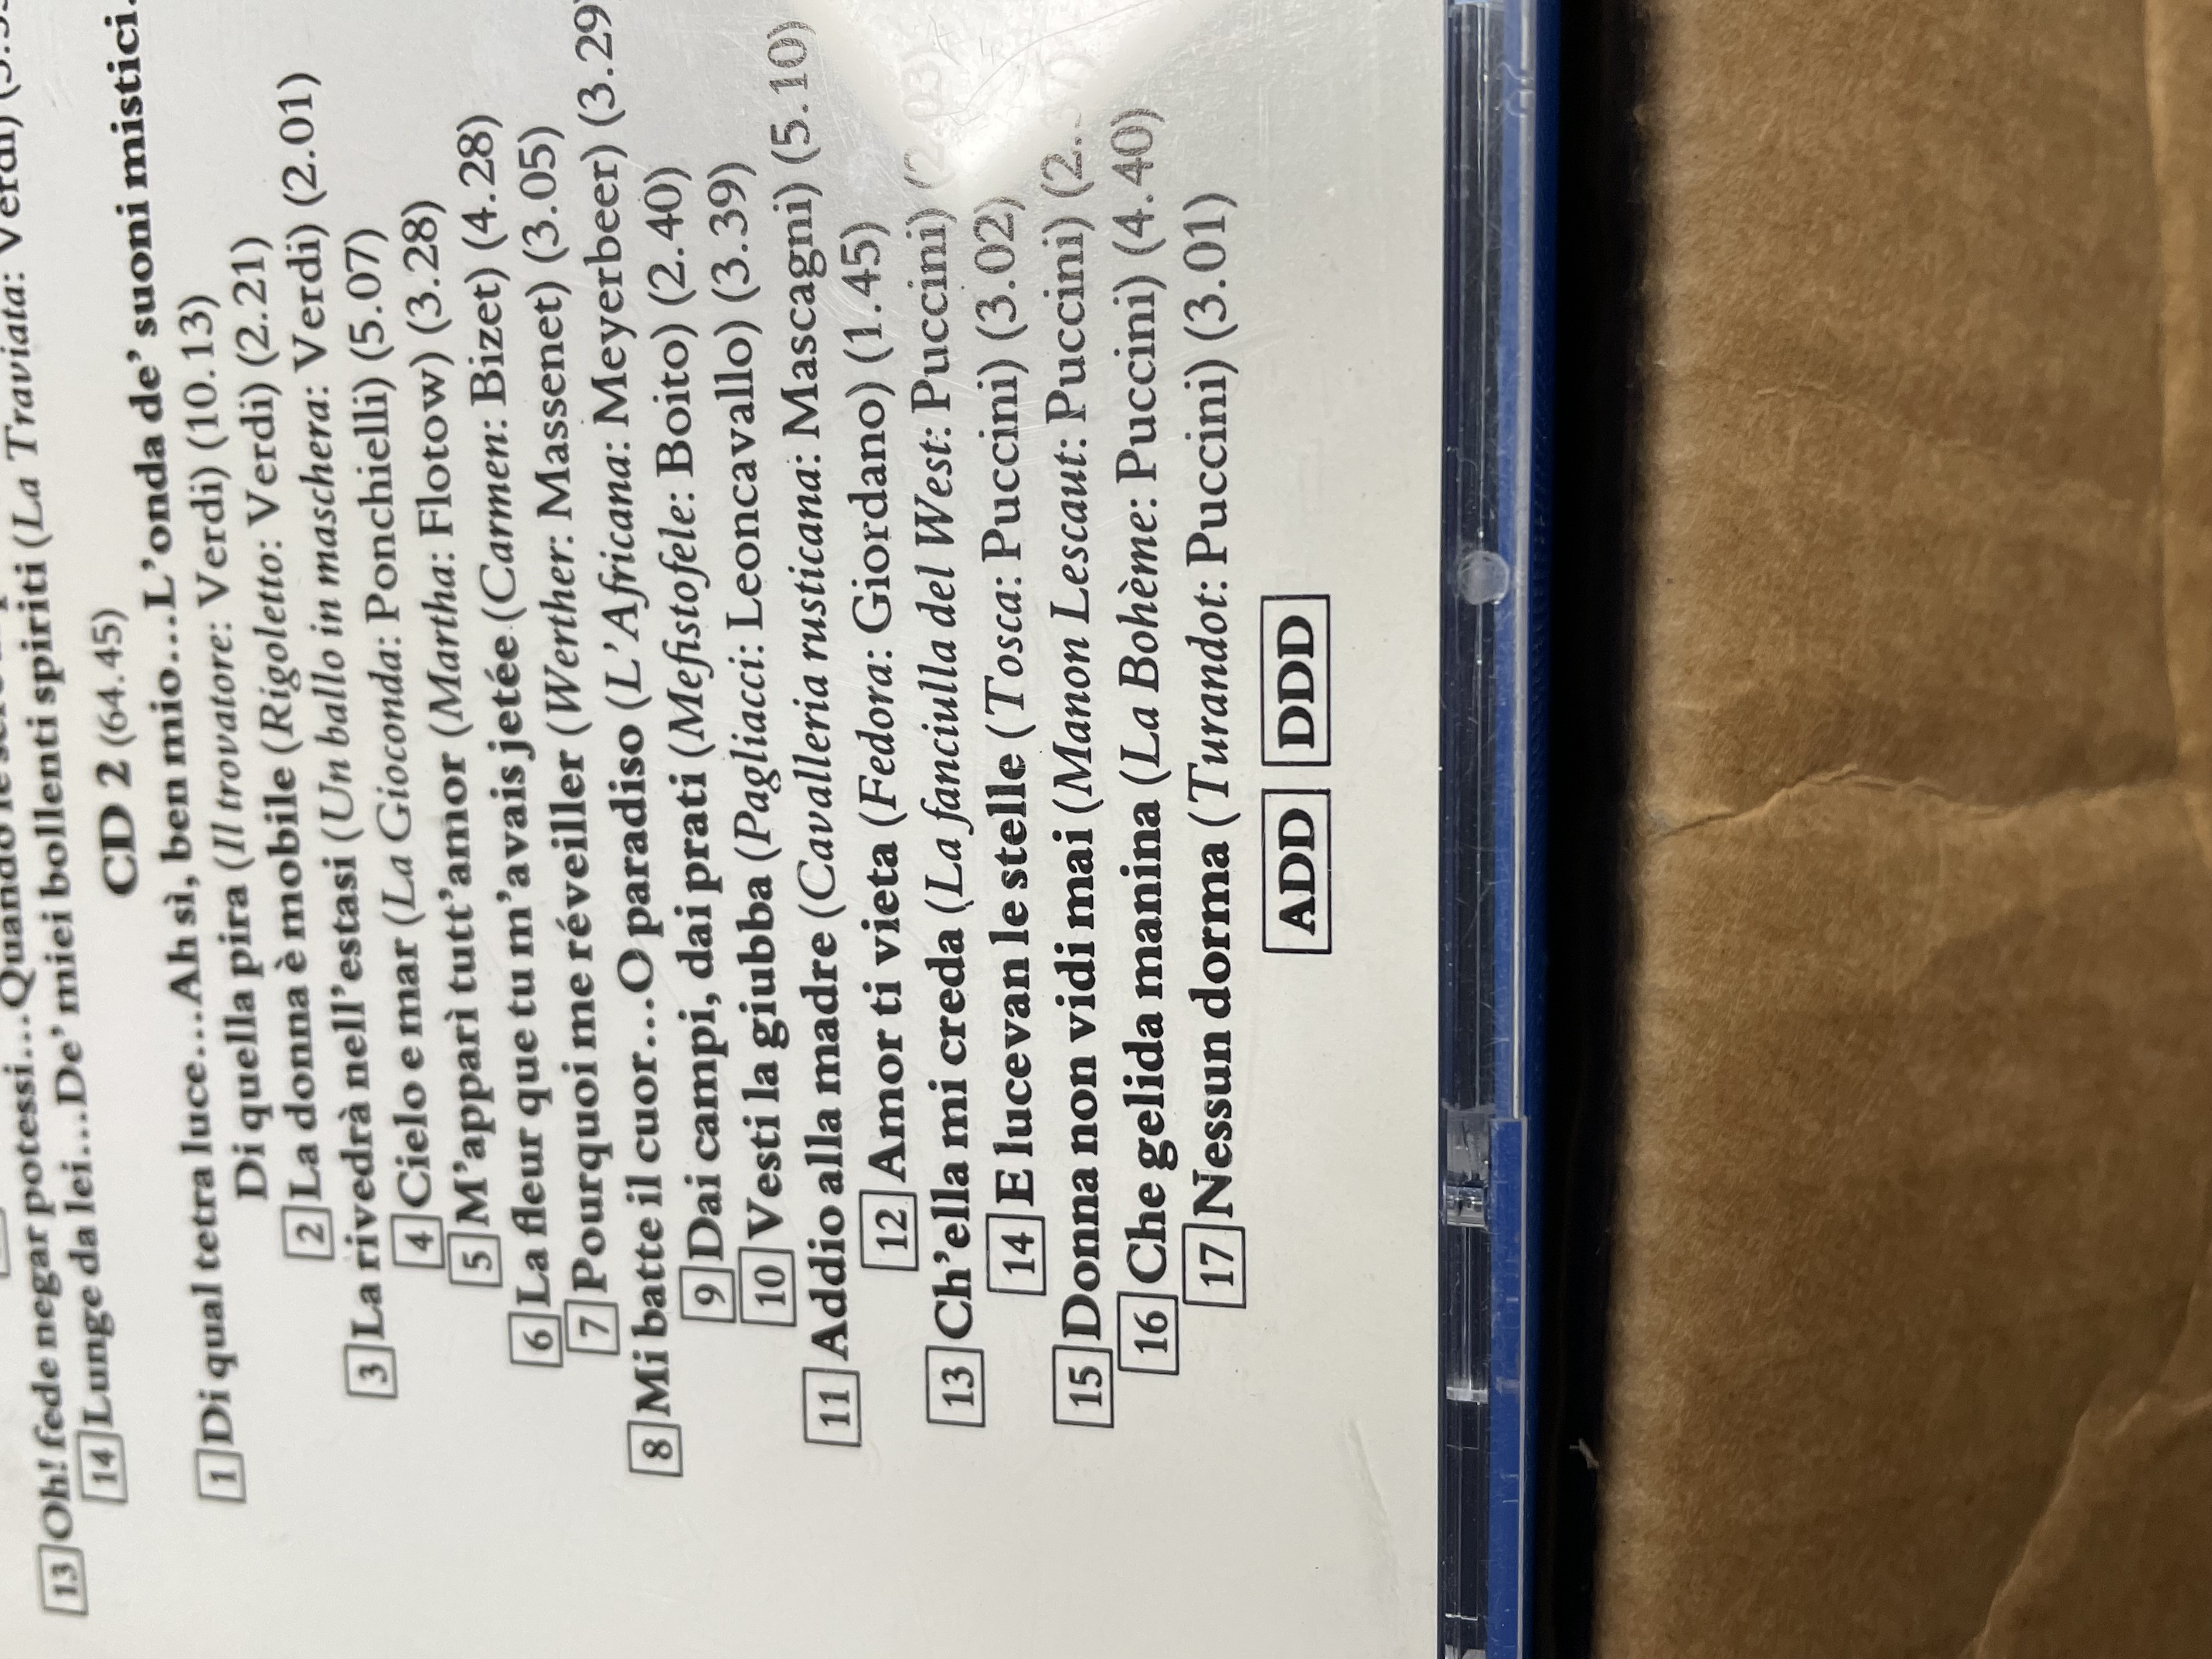 13 Oh! fede negar potessi...Quando le
14 Lunge da lei...De' miei bollenti spiriti (La Traviata: Verdi)
CD 2 (64.45)
1 Di qual tetra luce...Ah sì, ben mio...L'onda de' suoni mistici.
Di quella pira (Il trovatore: Verdi) (10.13)
2 La donna è mobile (Rigoletto: Verdi) (2.21)
3 La rivedrà nell'estasi (Un ballo in maschera: Verdi) (2.01)
4 Cielo e mar (La Gioconda: Ponchielli) (5.07)
5 M'apparì tutt'amor (Martha: Flotow) (3.28)
6 La fleur que tu m'avais jetée (Carmen: Bizet) (4.28)
7 Pourquoi me réveiller (Werther: Massenet) (3.05)
8 Mi batte il cuor...O paradiso (L'Africana: Meyerbeer) (3.29
9 Dai campi, dai prati (Mefistofele: Boito) (2.40)
10 Vesti la giubba (Pagliacci: Leoncavallo) (3.39)
11 Addio alla madre (Cavalleria rusticana: Mascagni) (5.10)
12 Amor ti vieta (Fedora: Giordano) (1.45)
13 Ch'ella mi creda (La fanciulla del West: Puccini) (2.03)
14 E lucevan le stelle (Tosca: Puccini) (3.02)
15 Donna non vidi mai (Manon Lescaut: Puccini)
16 Che gelida manina (La Bohème: Puccini) (4.40)
17 Nessun dorma (Turandot: Puccini) (3.01)
ADD DDD